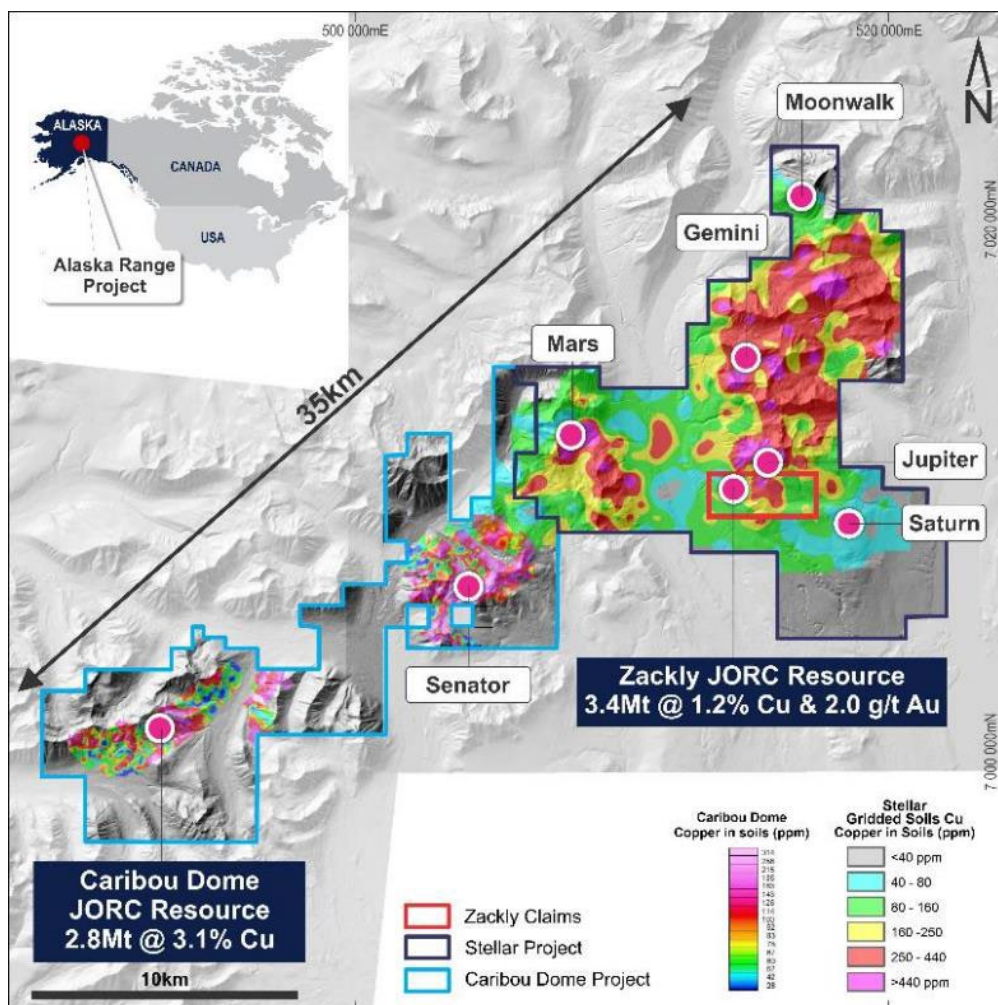 500 000mE
520 000mE
N
ALASKA
CANADA
USA
Alaska Range
Project
Moonwalk
7 020 000mN
Gemini
Mars
35km
Jupiter
Saturn
Senator
Zackly JORC Resource
3.4Mt @ 1.2% Cu & 2.0 g/t Au
7 000 000mN
Caribou Dome
JORC Resource
2.8Mt @ 3.1% Cu
10km
Zackly Claims
Stellar Project
Caribou Dome Project
Caribou Dome
Copper in soils (ppm)
Stellar
Gridded Soils Cu
Copper in Soils (ppm)
<40 ppm
40 - 80
80 - 160
160 -250
250 - 440
>440 ppm